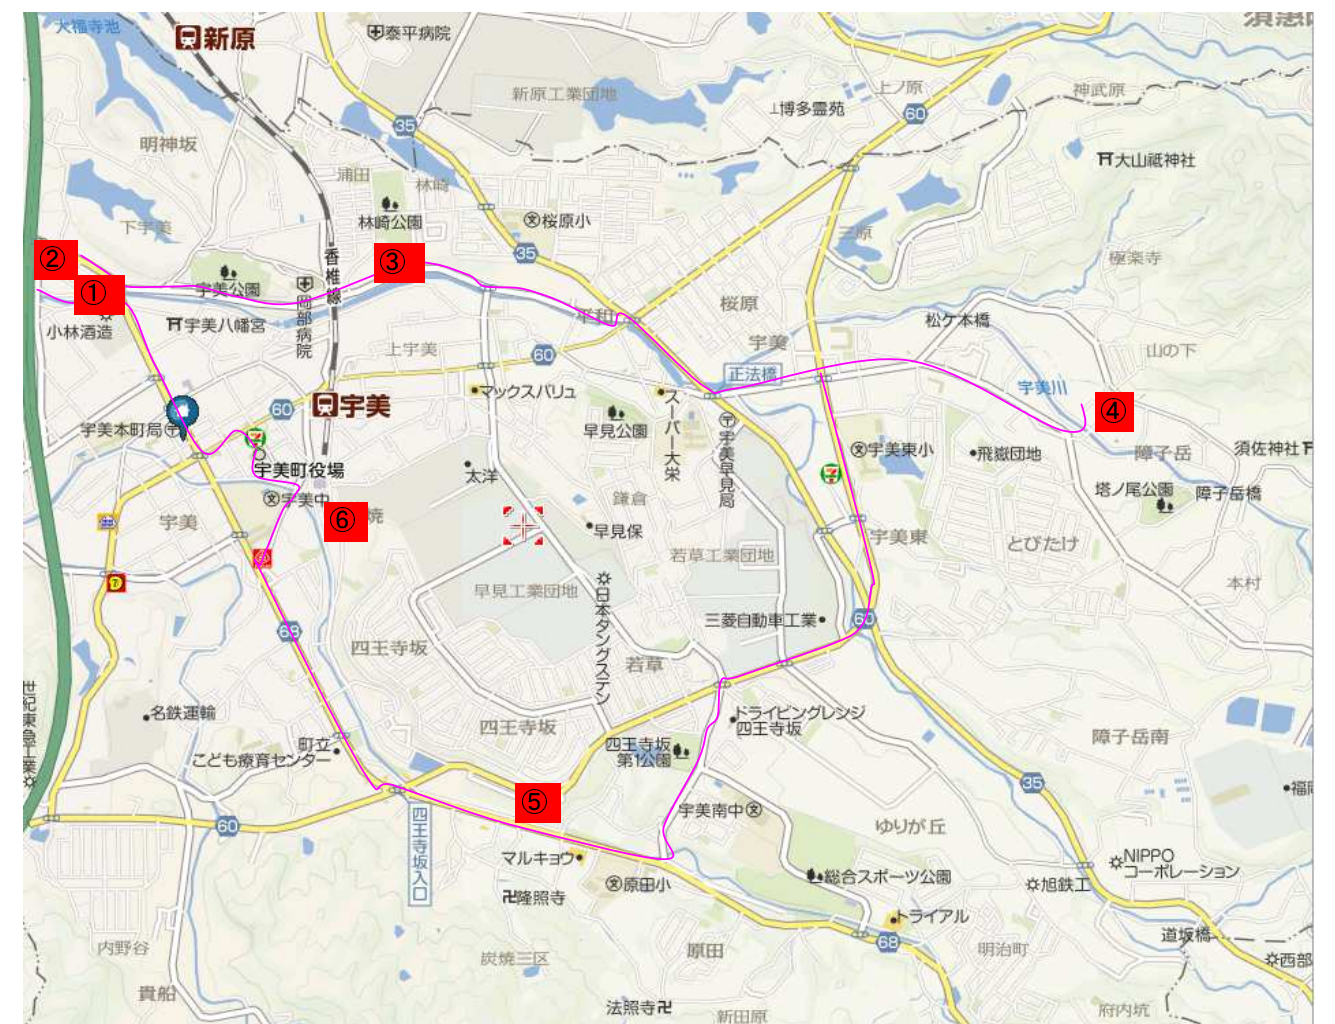 大福寺池
新原
泰平病院
須恵
新原工業団地
上ノ原
神武原
35
60
⊥博多霊苑
明神坂
大山祇神社
浦田
林崎
林崎公園
桜原小
下宇美
三原
極楽寺
②
③
35
香椎線
①
宇美公園
岡部病院
小林酒造
宇美八幡宮
平和
桜原
松ケ本橋
宇美
上宇美
60
山の下
正法橋
宇美川
マックスバリュ
60
宇美
スーパー大栄
④
宇美本町局
早見公園
宇美早見局
宇美東小
飛嶽団地
障子岳
須佐神社
宇美町役場
太洋
塔ノ尾公園
障子岳橋
宇美中
鎌倉
⑥
焼
宇美
早見保
宇美東
とびたけ
若草工業団地
早見工業団地
日本タングステン
本村
三菱自動車工業
60
68
四王寺坂
若草
世紀東急工業
名鉄運輸
四王寺坂
ドライビングレンジ
四王寺坂
町立
こども療育センター
四王寺坂
第1公園
障子岳南
35
福岡
⑤
宇美南中
60
四王寺坂入口
ゆりが丘
マルキョウ
NIPPO
コーポレーション
原田小
総合スポーツ公園
旭鉄工
隆照寺
トライアル
道坂橋
内野谷
68
原田
明治町
炭焼三区
西部
貴船
法照寺
新田原
府内坑